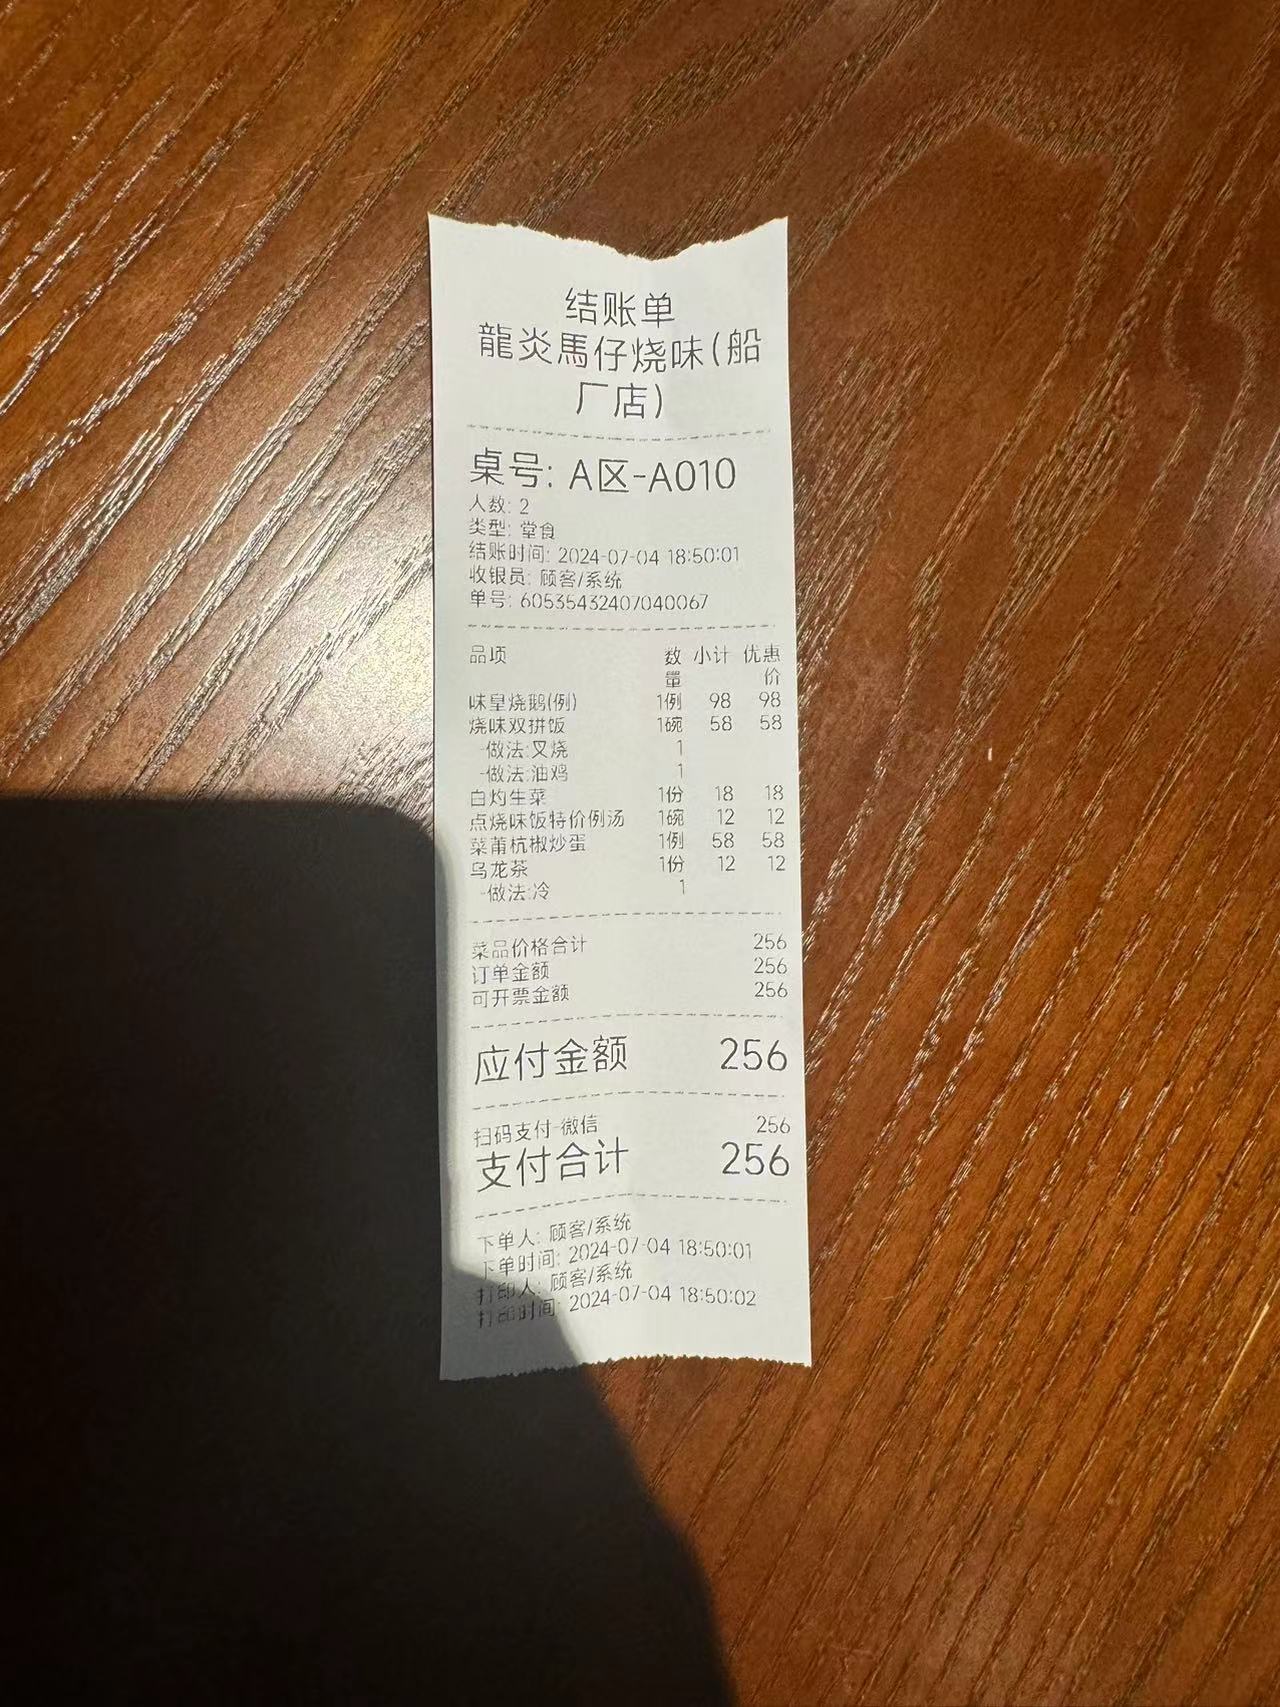 结账单
龍炎馬仔烧味(船
厂店)
桌号: A区-A010
人数: 2
类型: 堂食
结账时间: 2024-07-04 18:50:01
收银员: 顾客/系统
单号: 60535432407040067
品项 数 小计 优惠
量 价
味皇烧鹅(例) 1例 98 98
烧味双拼饭 1碗 58 58
-做法:叉烧 1
-做法:油鸡 1
白灼生菜 1份 18 18
点烧味饭特价例汤 1碗 12 12
菜莆杭椒炒蛋 1例 58 58
乌龙茶 1份 12 12
-做法:冷 1
菜品价格合计 256
订单金额 256
可开票金额 256
应付金额 256
扫码支付-微信 256
支付合计 256
下单人: 顾客/系统
下单时间: 2024-07-04 18:50:01
打印人: 顾客/系统
打印时间: 2024-07-04 18:50:02